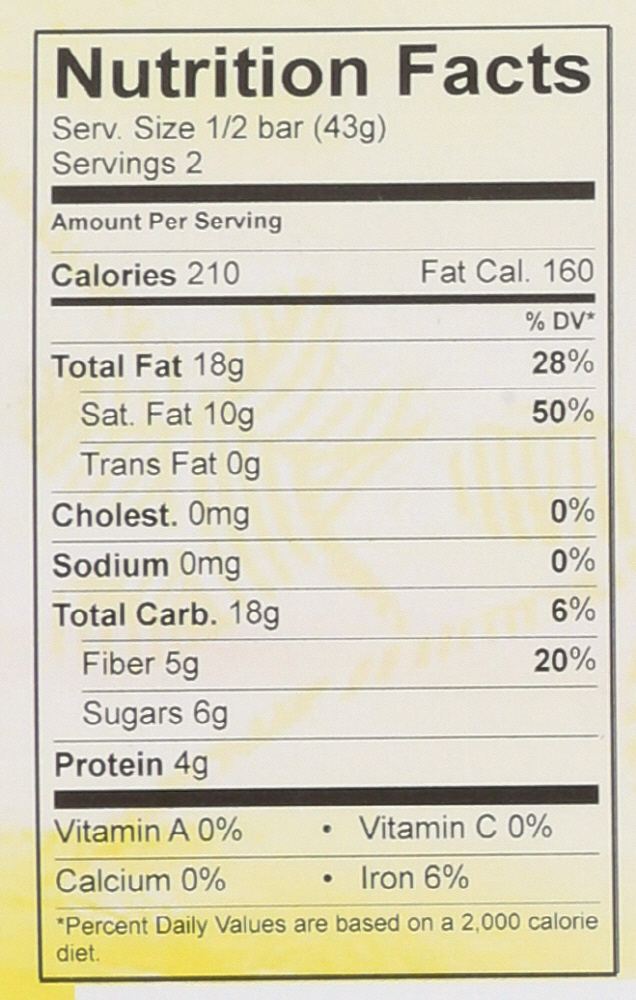 Nutrition Facts
Serv. Size 1/2 bar (43g)
Servings 2
Amount Per Serving
Calories 210 Fat Cal. 160
% DV*
Total Fat 18g 28%
Sat. Fat 10g 50%
Trans Fat 0g
Cholest. 0mg 0%
Sodium 0mg 0%
Total Carb. 18g 6%
Fiber 5g 20%
Sugars 6g
Protein 4g
Vitamin A 0% • Vitamin C 0%
Calcium 0% • Iron 6%
*Percent Daily Values are based on a 2,000 calorie
diet.